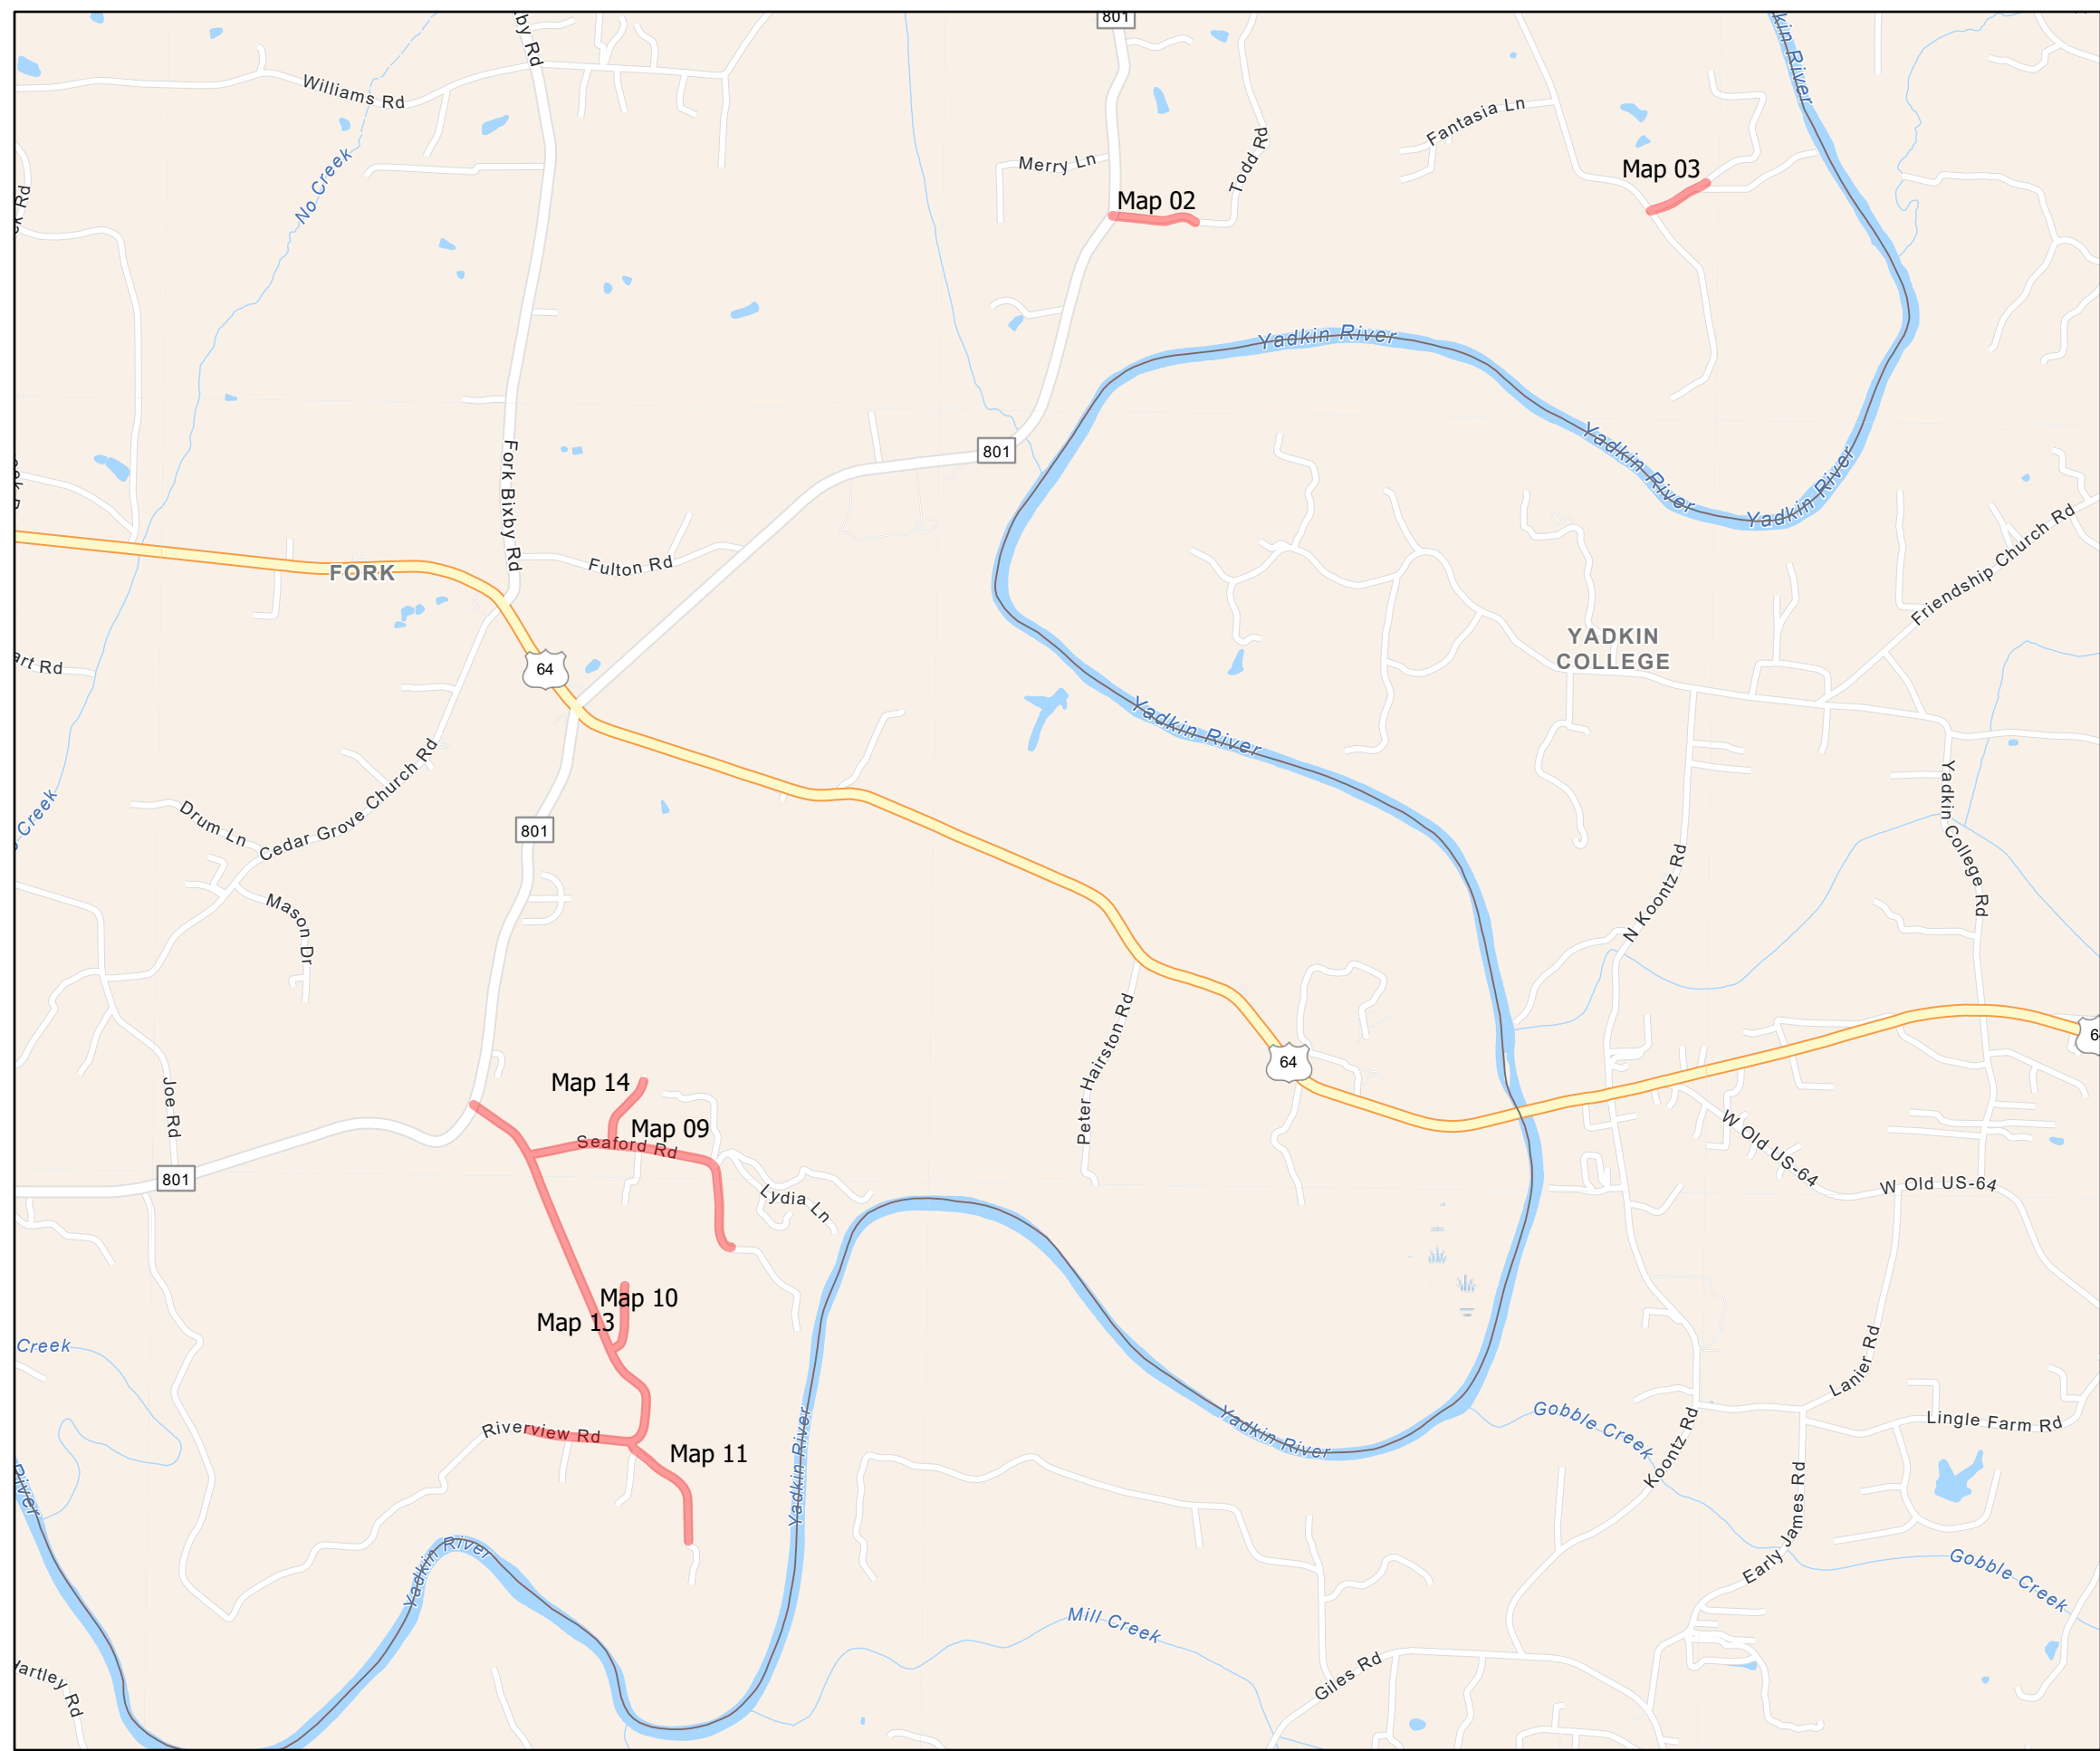 801
Williams Rd
Fantasia Ln
Merry Ln
Todd Rd
Map 03
No Creek
Map 02
Yadkin River
Yadkin River
Yadkin River
801
Fork Bixby Rd
Friendship Church Rd
FORK
Fulton Rd
YADKIN
COLLEGE
64
Yadkin River
Drum Ln
Cedar Grove Church Rd
801
Yadkin College Rd
N Koontz Rd
Mason Dr
Peter Hairston Rd
64
Joe Rd
Map 14
Map 09
Seaford Rd
W Old US-64
W Old US-64
801
Lydia Ln
Map 10
Map 13
Creek
Lanier Rd
Gobble Creek
Lingle Farm Rd
Riverview Rd
Yadkin River
Map 11
Koontz Rd
Yadkin River
Early James Rd
River
Yadkin River
Gobble Creek
Mill Creek
Giles Rd